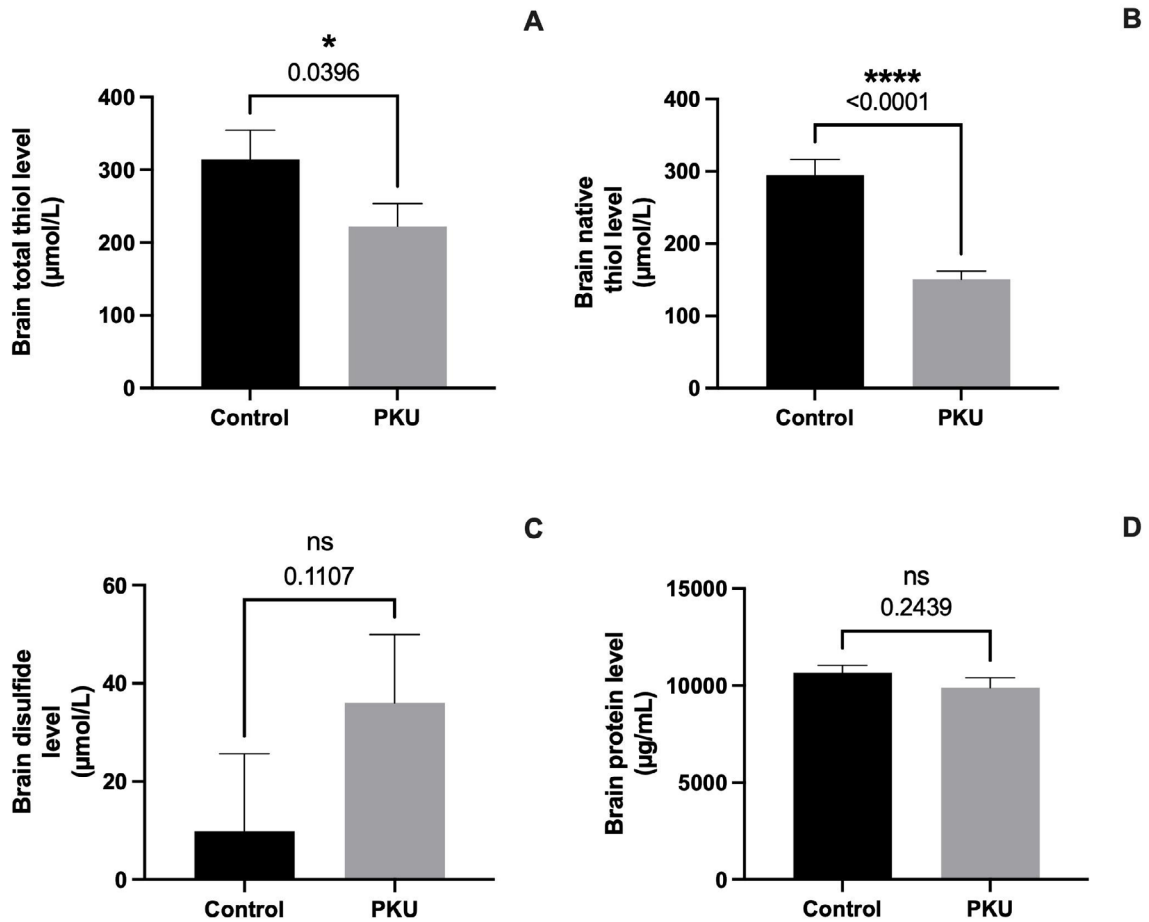 A
*
0.0396
Brain total thiol level
(µmol/L)
400
300
200
100
0
Control PKU
B
****
<0.0001
Brain native
thiol level
(µmol/L)
400
300
200
100
0
Control PKU
C
ns
0.1107
Brain disulfide
level
(µmol/L)
60
40
20
0
Control PKU
D
ns
0.2439
Brain protein level
(µg/mL)
15000
10000
5000
0
Control PKU